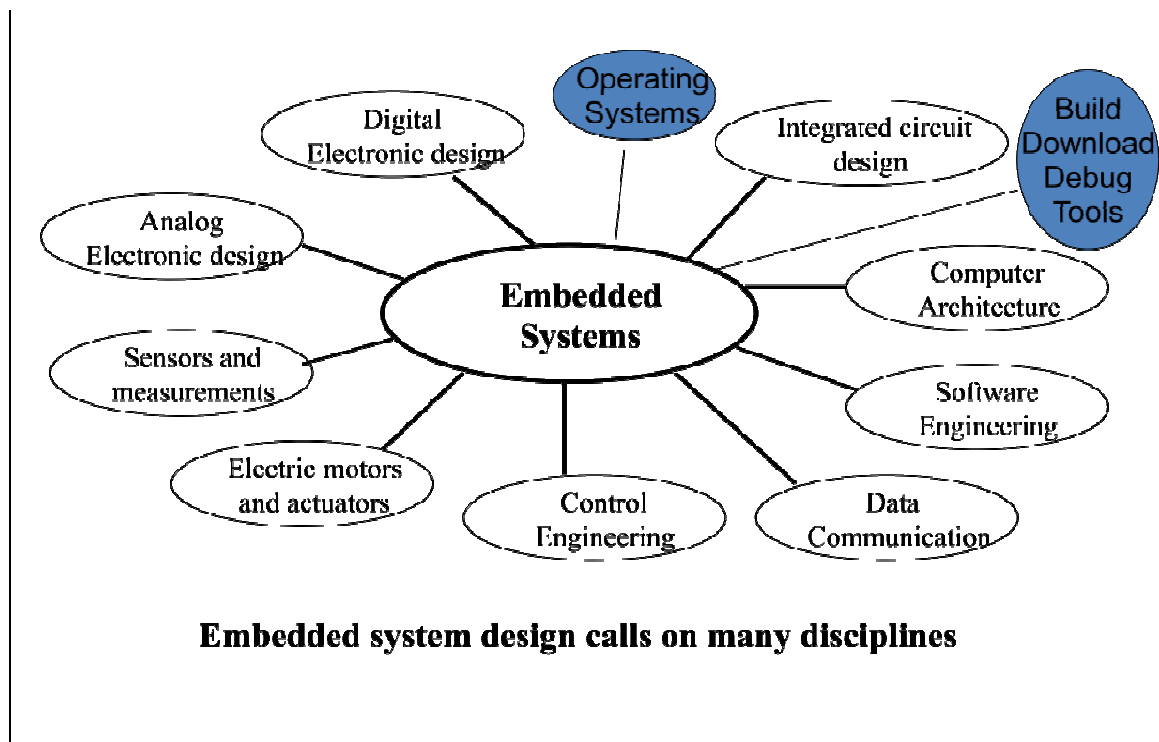 Operating
Systems
Build
Download
Debug
Tools
Digital
Electronic design
Integrated circuit
design
Analog
Electronic design
Computer
Architecture
Embedded
Systems
Sensors and
measurements
Software
Engineering
Electric motors
and actuators
Control
Engineering
Data
Communication
Embedded system design calls on many disciplines